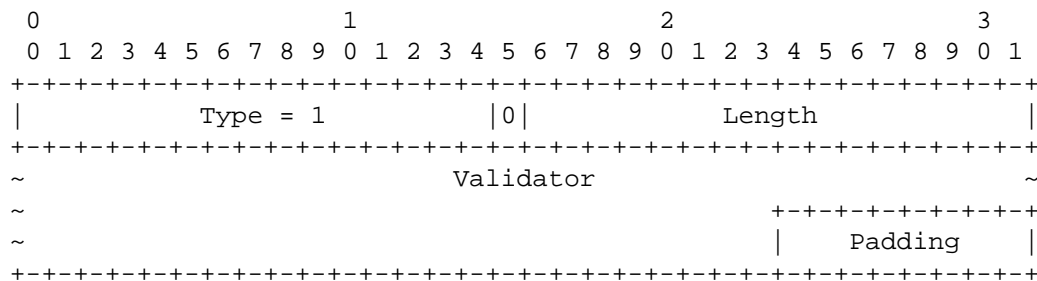 0                   1                   2                   3
 0 1 2 3 4 5 6 7 8 9 0 1 2 3 4 5 6 7 8 9 0 1 2 3 4 5 6 7 8 9 0 1
+-+-+-+-+-+-+-+-+-+-+-+-+-+-+-+-+-+-+-+-+-+-+-+-+-+-+-+-+-+-+-+-+
|           Type = 1          |0|            Length             |
+-+-+-+-+-+-+-+-+-+-+-+-+-+-+-+-+-+-+-+-+-+-+-+-+-+-+-+-+-+-+-+-+
~                           Validator                           ~
~                                               +-+-+-+-+-+-+-+-+
~                                               |    Padding    |
+-+-+-+-+-+-+-+-+-+-+-+-+-+-+-+-+-+-+-+-+-+-+-+-+-+-+-+-+-+-+-+-+